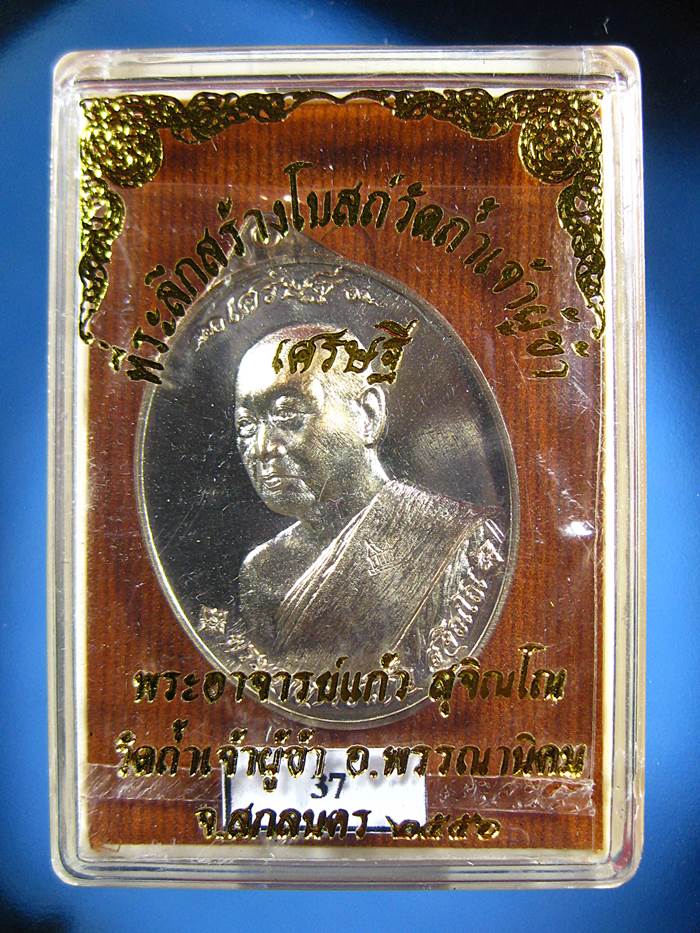 ที่ระลึกสร้างโบสถ์วัดถ้ำเจ้าผู้ข้า
เศรษฐี
พระอาจารย์แก้ว สุจิณโณ
วัดถ้ำเจ้าผู้ข้า อ.พรรณานิคม
37
จ.สกลนคร ๒๕๕๖